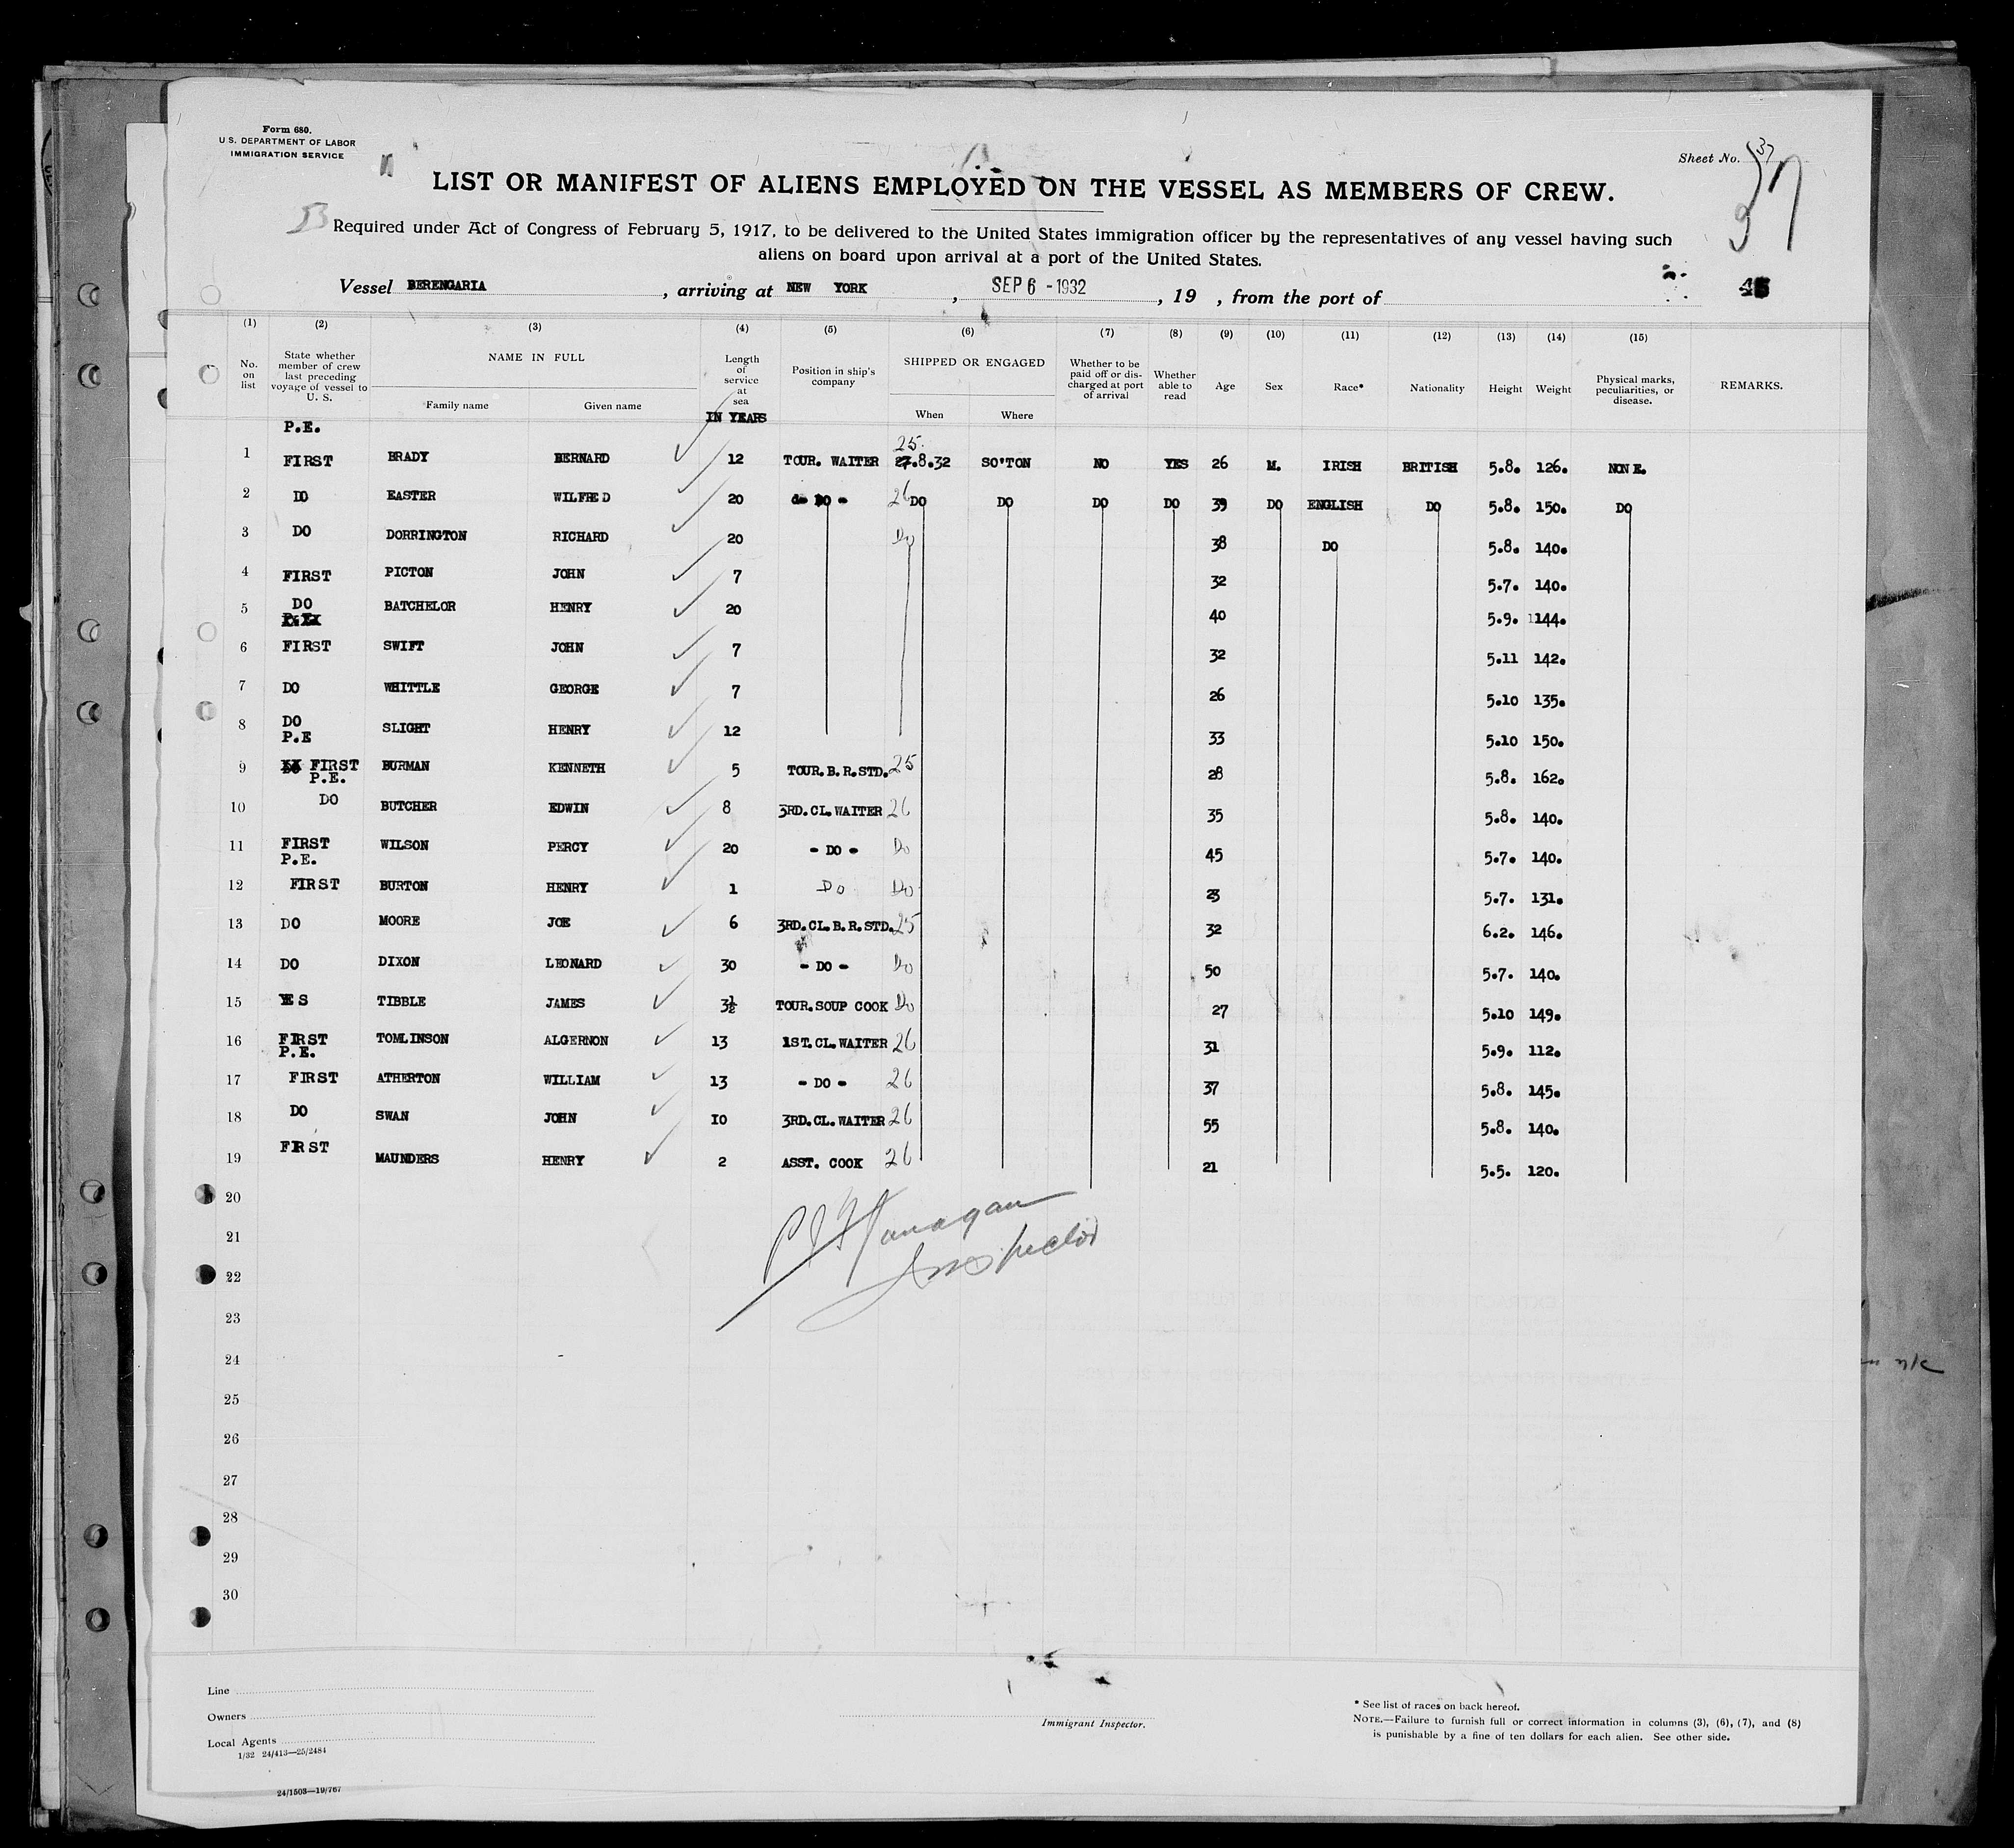 Form 680.
U.S. DEPARTMENT OF LABOR
IMMIGRATION SERVICE
Sheet No. 37
37
LIST OR MANIFEST OF ALIENS EMPLOYED ON THE VESSEL AS MEMBERS OF CREW.
53
Required under Act of Congress of February 5, 1917, to be delivered to the United States immigration officer by the representatives of any vessel having such
aliens on board upon arrival at a port of the United States.
Vessel BERENGARIA, arriving at NEW YORK, SEP 6 - 1932, 19 , from the port of
(1) (2) (3) (4) (5) (6) (7) (8) (9) (10) (11) (12) (13) (14) (15)
No. on list State whether member of crew last preceding voyage of vessel to U. S. NAME IN FULL Family name Given name Length of service at sea IN YEARS Position in ship's company SHIPPED OR ENGAGED When Where Whether to be paid off or discharged at port of arrival Whether able to read Age Sex Race* Nationality Height Weight Physical marks, peculiarities, or disease. REMARKS.
P.E.
1 FIRST BRADY BERNARD 12 TOUR. WAITER 25. 27.8.32 SO'TON NO YES 26 M. IRISH BRITISH 5.8. 126. NONE.
2 DO EASTER WILFRED 20 - DO - 26 DO DO DO DO 39 DO ENGLISH DO 5.8. 150. DO
3 DO DORRINGTON RICHARD 20 Do 38 DO 5.8. 140.
4 FIRST PICTON JOHN 7 32 5.7. 140.
5 DO BATCHELOR HENRY 20 40 5.9. 144.
6 FIRST SWIFT JOHN 7 32 5.11 142.
7 DO WHITTLE GEORGE 7 26 5.10 135.
8 DO P.E SLIGHT HENRY 12 33 5.10 150.
9 FIRST P.E. BURMAN KENNETH 5 TOUR.B.R.STD. 25 28 5.8. 162.
10 DO BUTCHER EDWIN 8 3RD.CL.WAITER 26 35 5.8. 140.
11 FIRST P.E. WILSON PERCY 20 - DO - Do 45 5.7. 140.
12 FIRST BURTON HENRY 1 DO Do 23 5.7. 131.
13 DO MOORE JOE 6 3RD.CL.B.R.STD. 25 32 6.2. 146.
14 DO DIXON LEONARD 30 - DO - Do 50 5.7. 140.
15 YES TIBBLE JAMES 3½ TOUR.SOUP COOK Do 27 5.10 149.
16 FIRST P.E. TOMLINSON ALGERNON 13 1ST.CL.WAITER 26 31 5.9. 112.
17 FIRST ATHERTON WILLIAM 13 - DO - 26 37 5.8. 145.
18 DO SWAN JOHN 10 3RD.CL.WAITER 26 55 5.8. 140.
19 FIRST MAUNDERS HENRY 2 ASST. COOK 26 21 5.5. 120.
20
21
22
23
24
25
26
27
28
29
30
Flanagan
Inspector
Line
Owners
Local Agents
1/32 24/413—25/2484
24/1503—19/767
Immigrant Inspector.
* See list of races on back hereof.
NOTE.—Failure to furnish full or correct information in columns (3), (6), (7), and (8)
is punishable by a fine of ten dollars for each alien. See other side.